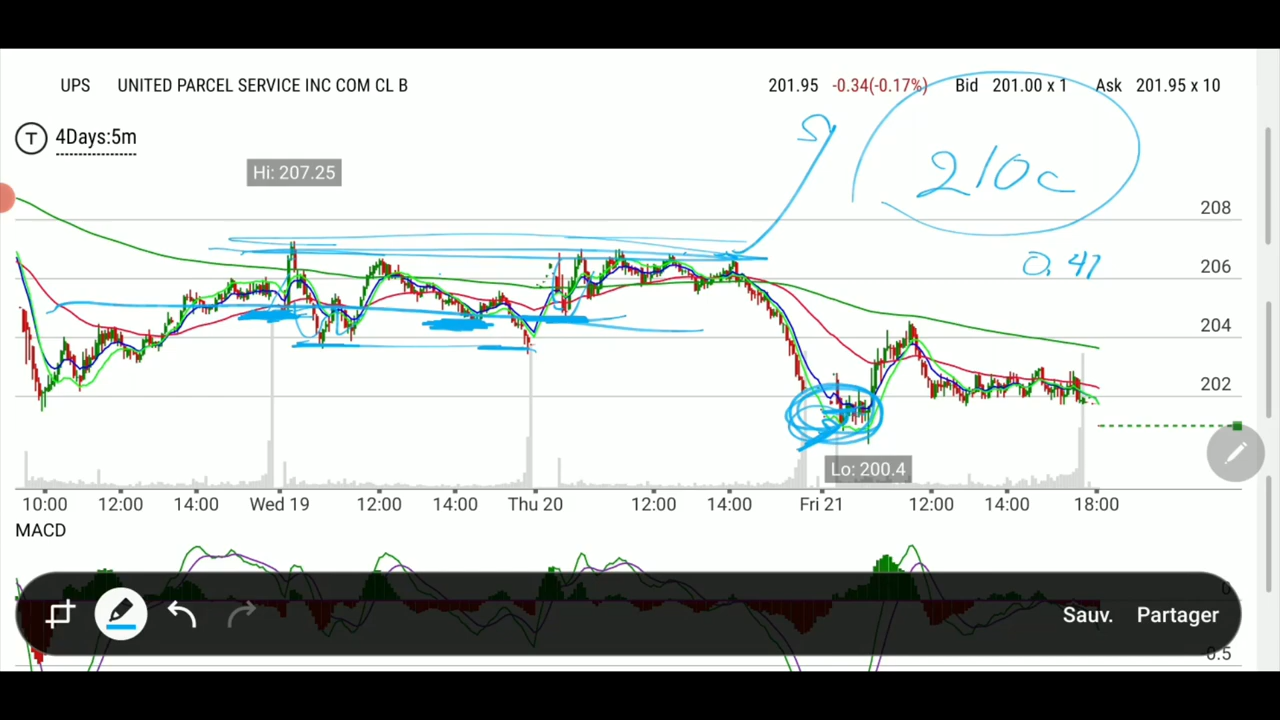 UPS UNITED PARCEL SERVICE INC COM CL B 201.95 -0.34(-0.17%) Bid 201.00 x 1 Ask 201.95 x 10
T 4Days:5m
Hi: 207.25
210c
208
206
0.41
204
202
Lo: 200.4
10:00 12:00 14:00 Wed 19 12:00 14:00 Thu 20 12:00 14:00 Fri 21 12:00 14:00 18:00
MACD
0
Sauv. Partager
-0.5